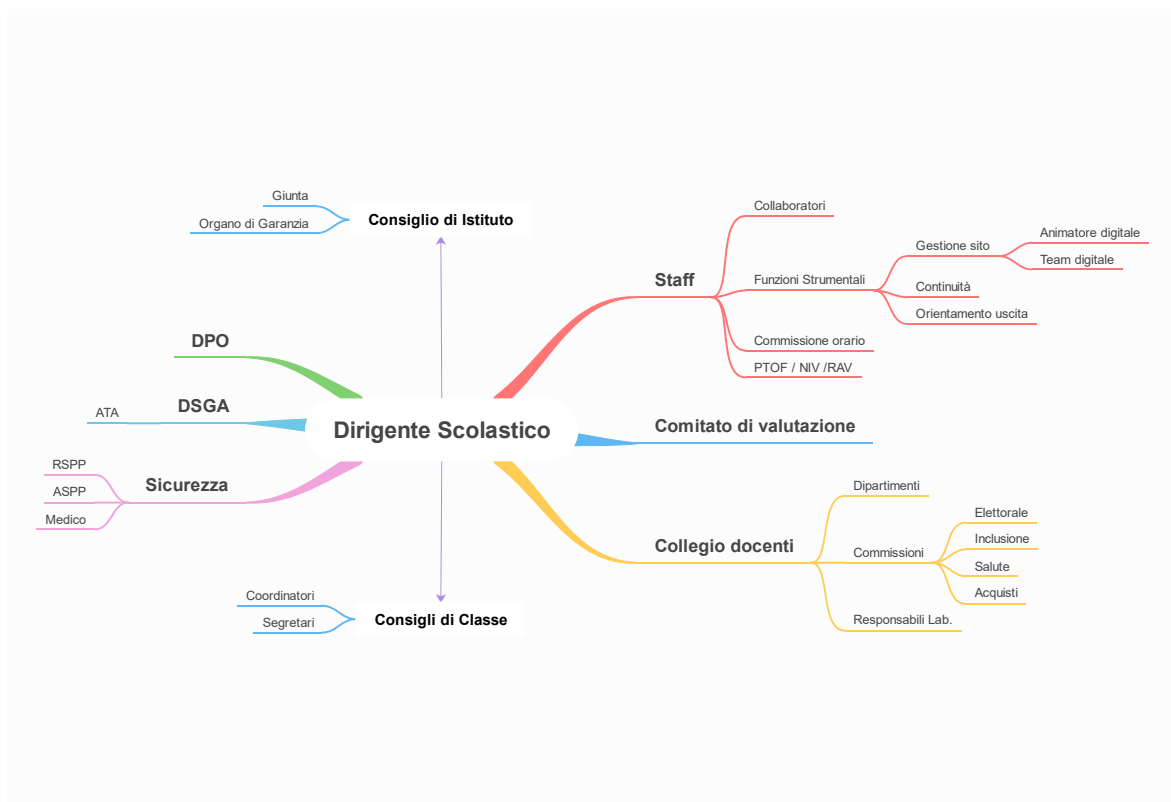 Giunta
Organo di Garanzia
Consiglio di Istituto
DPO
DSGA
ATA
Sicurezza
RSPP
ASPP
Medico
Dirigente Scolastico
Staff
Collaboratori
Funzioni Strumentali
Gestione sito
Animatore digitale
Team digitale
Continuità
Orientamento uscita
Commissione orario
PTOF / NIV /RAV
Comitato di valutazione
Collegio docenti
Dipartimenti
Commissioni
Elettorale
Inclusione
Salute
Acquisti
Responsabili Lab.
Coordinatori
Segretari
Consigli di Classe